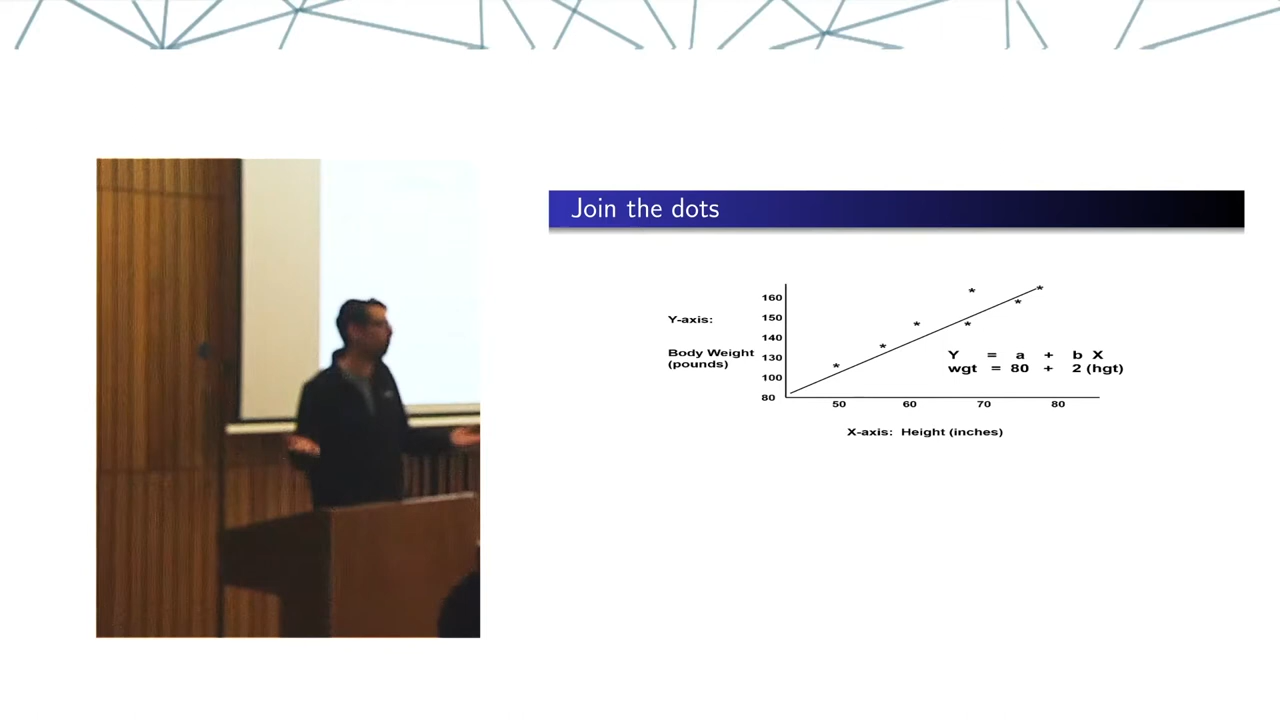 Join the dots
Y-axis:
Body Weight
(pounds)
160
150
140
130
100
80
Y = a + b X
wgt = 80 + 2 (hgt)
50 60 70 80
X-axis: Height (inches)